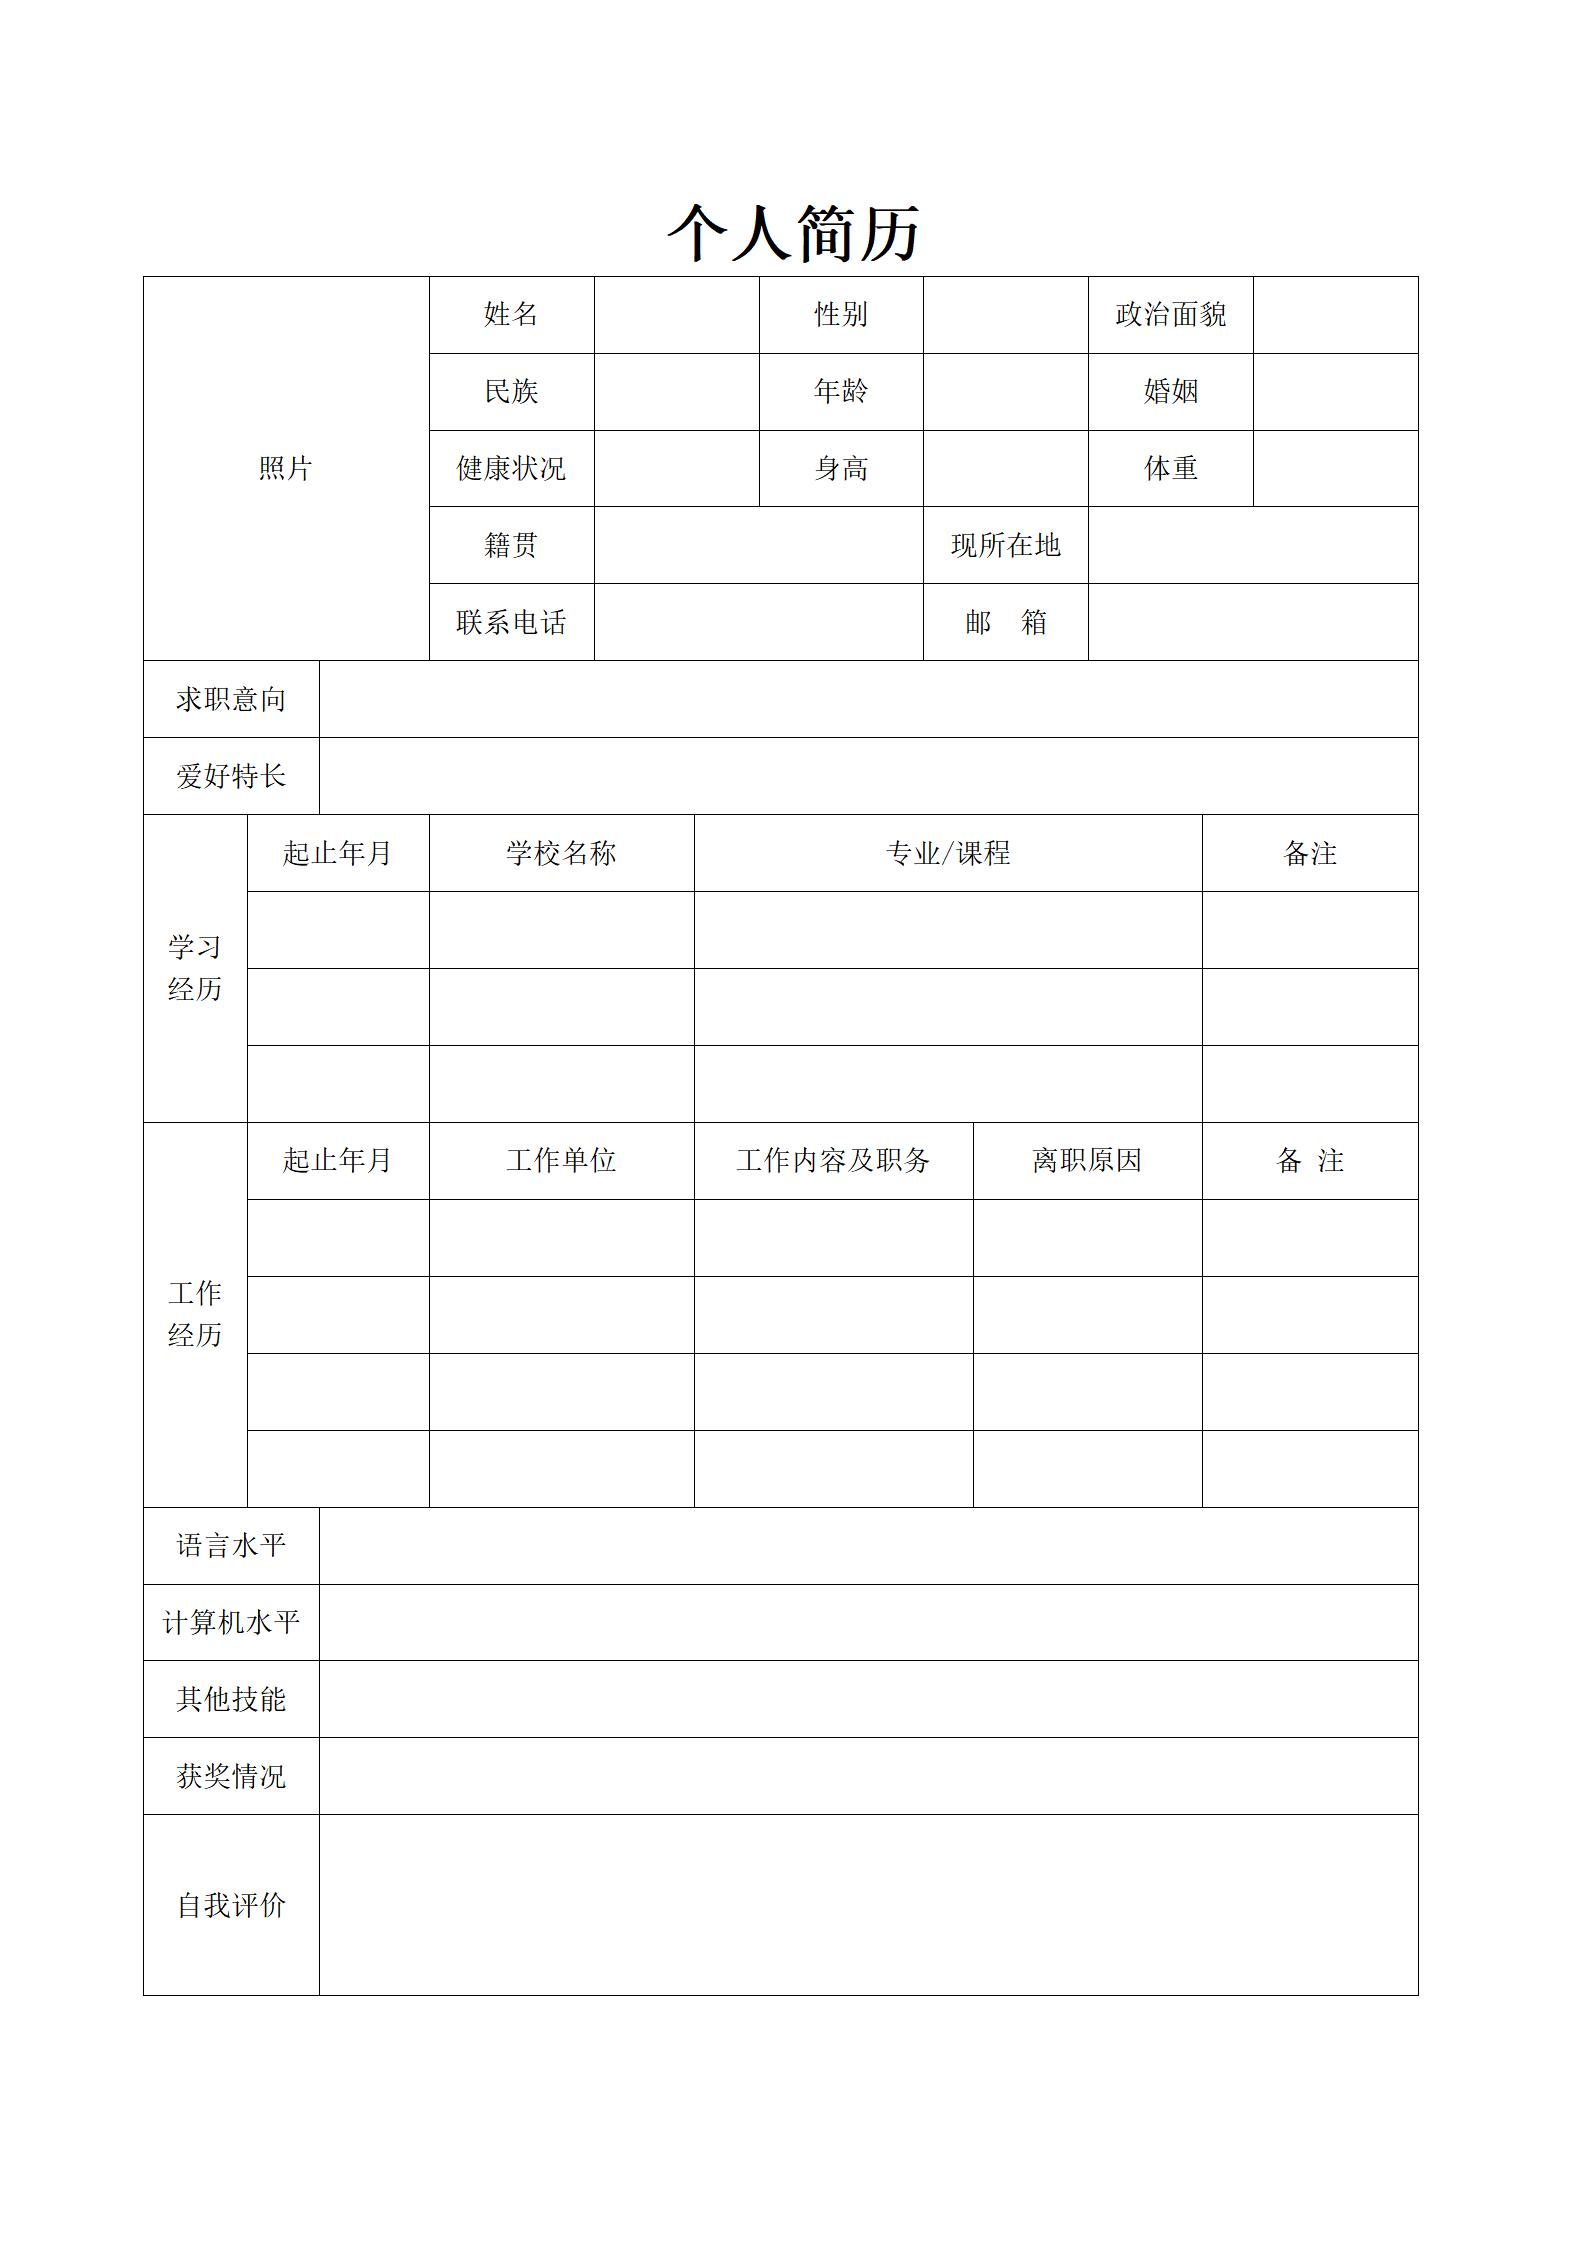 个人简历
照片
姓名 性别 政治面貌
民族 年龄 婚姻
健康状况 身高 体重
籍贯 现所在地
联系电话 邮 箱
求职意向
爱好特长
学习
经历
起止年月 学校名称 专业/课程 备注
工作
经历
起止年月 工作单位 工作内容及职务 离职原因 备 注
语言水平
计算机水平
其他技能
获奖情况
自我评价